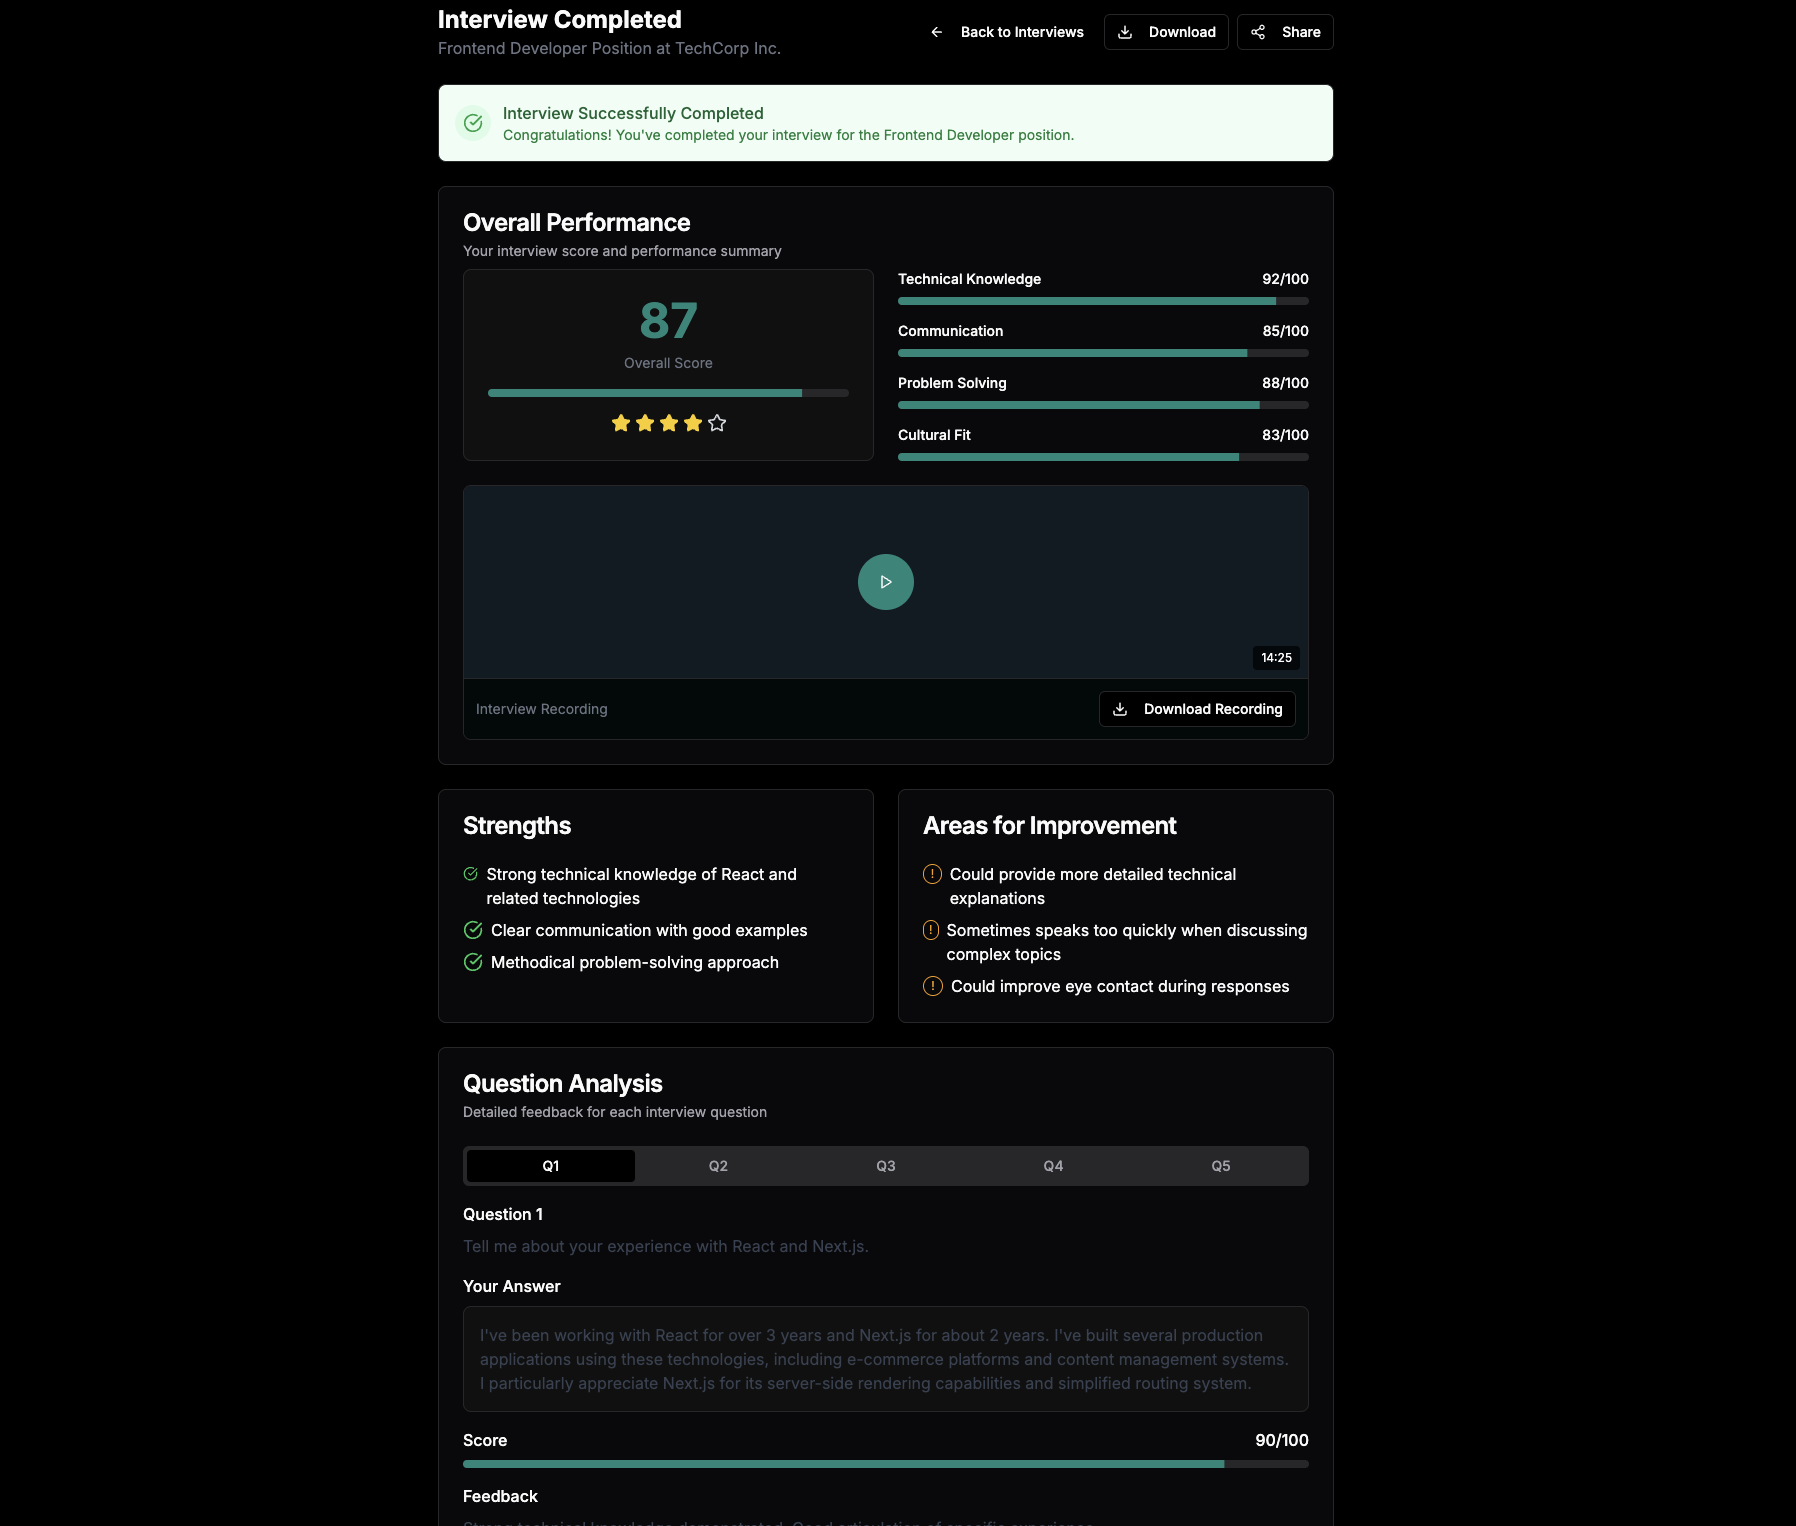 Interview Completed
Frontend Developer Position at TechCorp Inc.
Back to Interviews
Download
Share
Interview Successfully Completed
Congratulations! You've completed your interview for the Frontend Developer position.
Overall Performance
Your interview score and performance summary
87
Overall Score
Technical Knowledge 92/100
Communication 85/100
Problem Solving 88/100
Cultural Fit 83/100
14:25
Interview Recording
Download Recording
Strengths
Strong technical knowledge of React and
related technologies
Clear communication with good examples
Methodical problem-solving approach
Areas for Improvement
Could provide more detailed technical
explanations
Sometimes speaks too quickly when discussing
complex topics
Could improve eye contact during responses
Question Analysis
Detailed feedback for each interview question
Q1 Q2 Q3 Q4 Q5
Question 1
Tell me about your experience with React and Next.js.
Your Answer
I've been working with React for over 3 years and Next.js for about 2 years. I've built several production
applications using these technologies, including e-commerce platforms and content management systems.
I particularly appreciate Next.js for its server-side rendering capabilities and simplified routing system.
Score 90/100
Feedback
Strong technical knowledge demonstrated. Good articulation of specific experience.